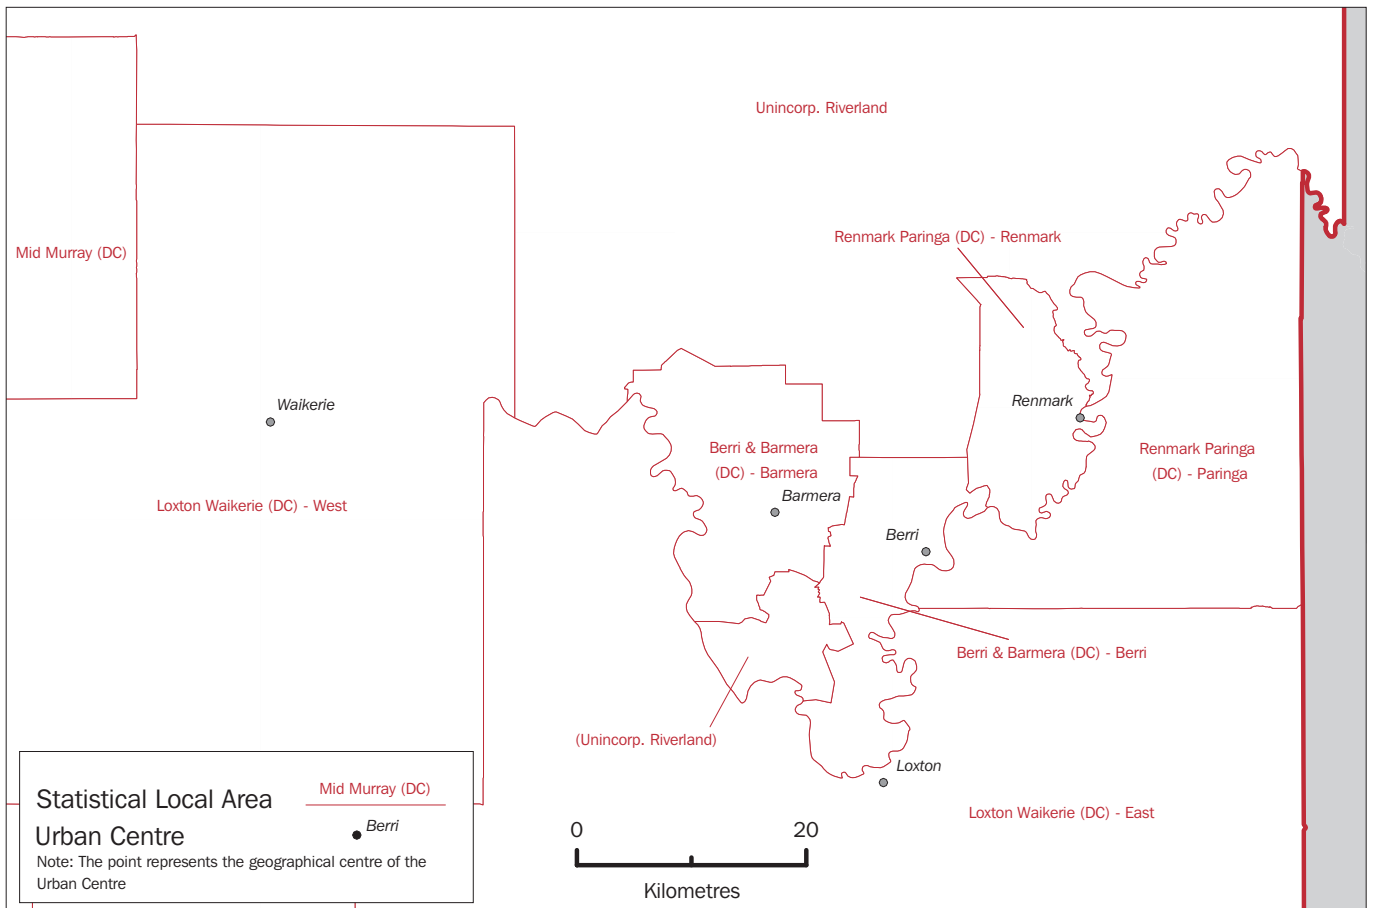 Unincorp. Riverland
Renmark Paringa (DC) - Renmark
Mid Murray (DC)
Waikerie
Renmark
Berri & Barmera
(DC) - Barmera
Renmark Paringa
(DC) - Paringa
Barmera
Loxton Waikerie (DC) - West
Berri
Berri & Barmera (DC) - Berri
(Unincorp. Riverland)
Loxton
Loxton Waikerie (DC) - East
Statistical Local Area
Mid Murray (DC)
Urban Centre
Berri
Note: The point represents the geographical centre of the
Urban Centre
0 20
Kilometres